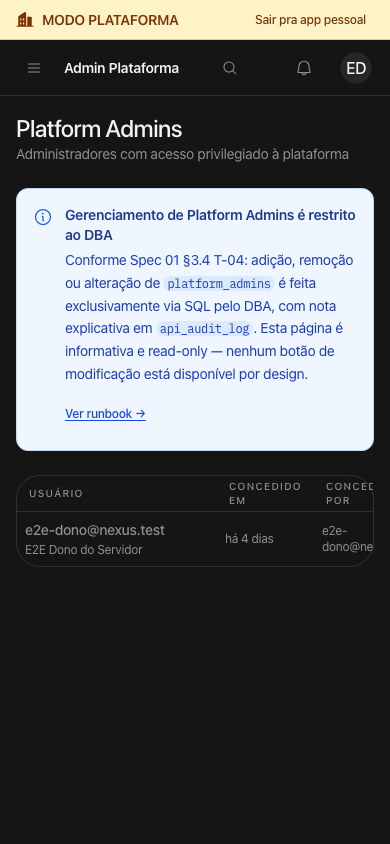 MODO PLATAFORMA
Sair pra app pessoal
Admin Plataforma
ED
Platform Admins
Administradores com acesso privilegiado à plataforma
Gerenciamento de Platform Admins é restrito
ao DBA
Conforme Spec 01 §3.4 T-04: adição, remoção
ou alteração de platform_admins é feita
exclusivamente via SQL pelo DBA, com nota
explicativa em api_audit_log . Esta página é
informativa e read-only — nenhum botão de
modificação está disponível por design.
Ver runbook →
USUÁRIO
CONCEDIDO
EM
CONCED
POR
e2e-dono@nexus.test
E2E Dono do Servidor
há 4 dias
e2e-
dono@ne